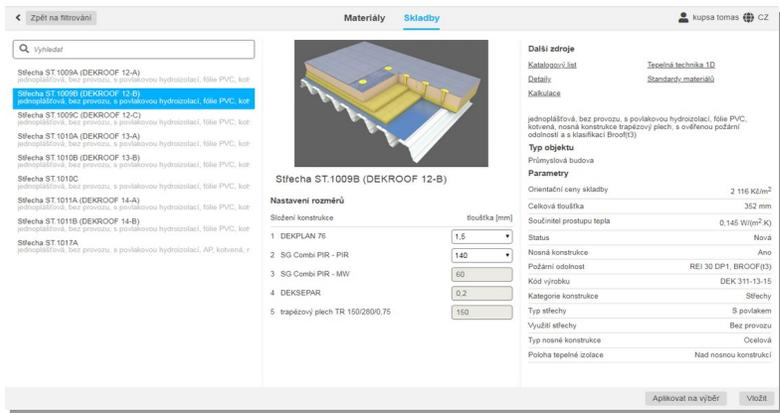 Zpět na filtrování
Materiály Skladby
kupsa tomas CZ
Vyhledat
Střecha ST.1009A (DEKROOF 12-A)
jednoplášťová, bez provozu, s povlakovou hydroizolací, fólie PVC, kot
Střecha ST.1009B (DEKROOF 12-B)
jednoplášťová, bez provozu, s povlakovou hydroizolací, fólie PVC, kot
Střecha ST.1009C (DEKROOF 12-C)
jednoplášťová, bez provozu, s povlakovou hydroizolací, fólie PVC, kot
Střecha ST.1010A (DEKROOF 13-A)
jednoplášťová, bez provozu, s povlakovou hydroizolací, fólie PVC, kot
Střecha ST.1010B (DEKROOF 13-B)
jednoplášťová, bez provozu, s povlakovou hydroizolací, fólie PVC, kot
Střecha ST.1010C
jednoplášťová, bez provozu, s povlakovou hydroizolací, fólie PVC, kot
Střecha ST.1011A (DEKROOF 14-A)
jednoplášťová, bez provozu, s povlakovou hydroizolací, fólie PVC, kot
Střecha ST.1011B (DEKROOF 14-B)
jednoplášťová, bez provozu, s povlakovou hydroizolací, fólie PVC, kot
Střecha ST.1017A
jednoplášťová, bez provozu, s povlakovou hydroizolací, AP, kotvená, r
Střecha ST.1009B (DEKROOF 12-B)
Nastavení rozměrů
Složení konstrukce tloušťka [mm]
1 DEKPLAN 76 1,5
2 SG Combi PIR - PIR 140
3 SG Combi PIR - MW 60
4 DEKSEPAR 0,2
5 trapézový plech TR 150/280/0,75 150
Další zdroje
Katalogový list Tepelná technika 1D
Detaily Standardy materiálů
Kalkulace
jednoplášťová, bez provozu, s povlakovou hydroizolací, fólie PVC,
kotvená, nosná konstrukce trapézový plech, s ověřenou požární
odolností a s klasifikací Broof(t3)
Typ objektu
Průmyslová budova
Parametry
Orientační ceny skladby 2 116 Kč/m²
Celková tloušťka 352 mm
Součinitel prostupu tepla 0,145 W/(m².K)
Status Nová
Nosná konstrukce Ano
Požární odolnost REI 30 DP1, BROOF(t3)
Kód výrobku DEK 311-13-15
Kategorie konstrukce Střechy
Typ střechy S povlakem
Využití střechy Bez provozu
Typ nosné konstrukce Ocelová
Poloha tepelné izolace Nad nosnou konstrukcí
Aplikovat na výběr Vložit